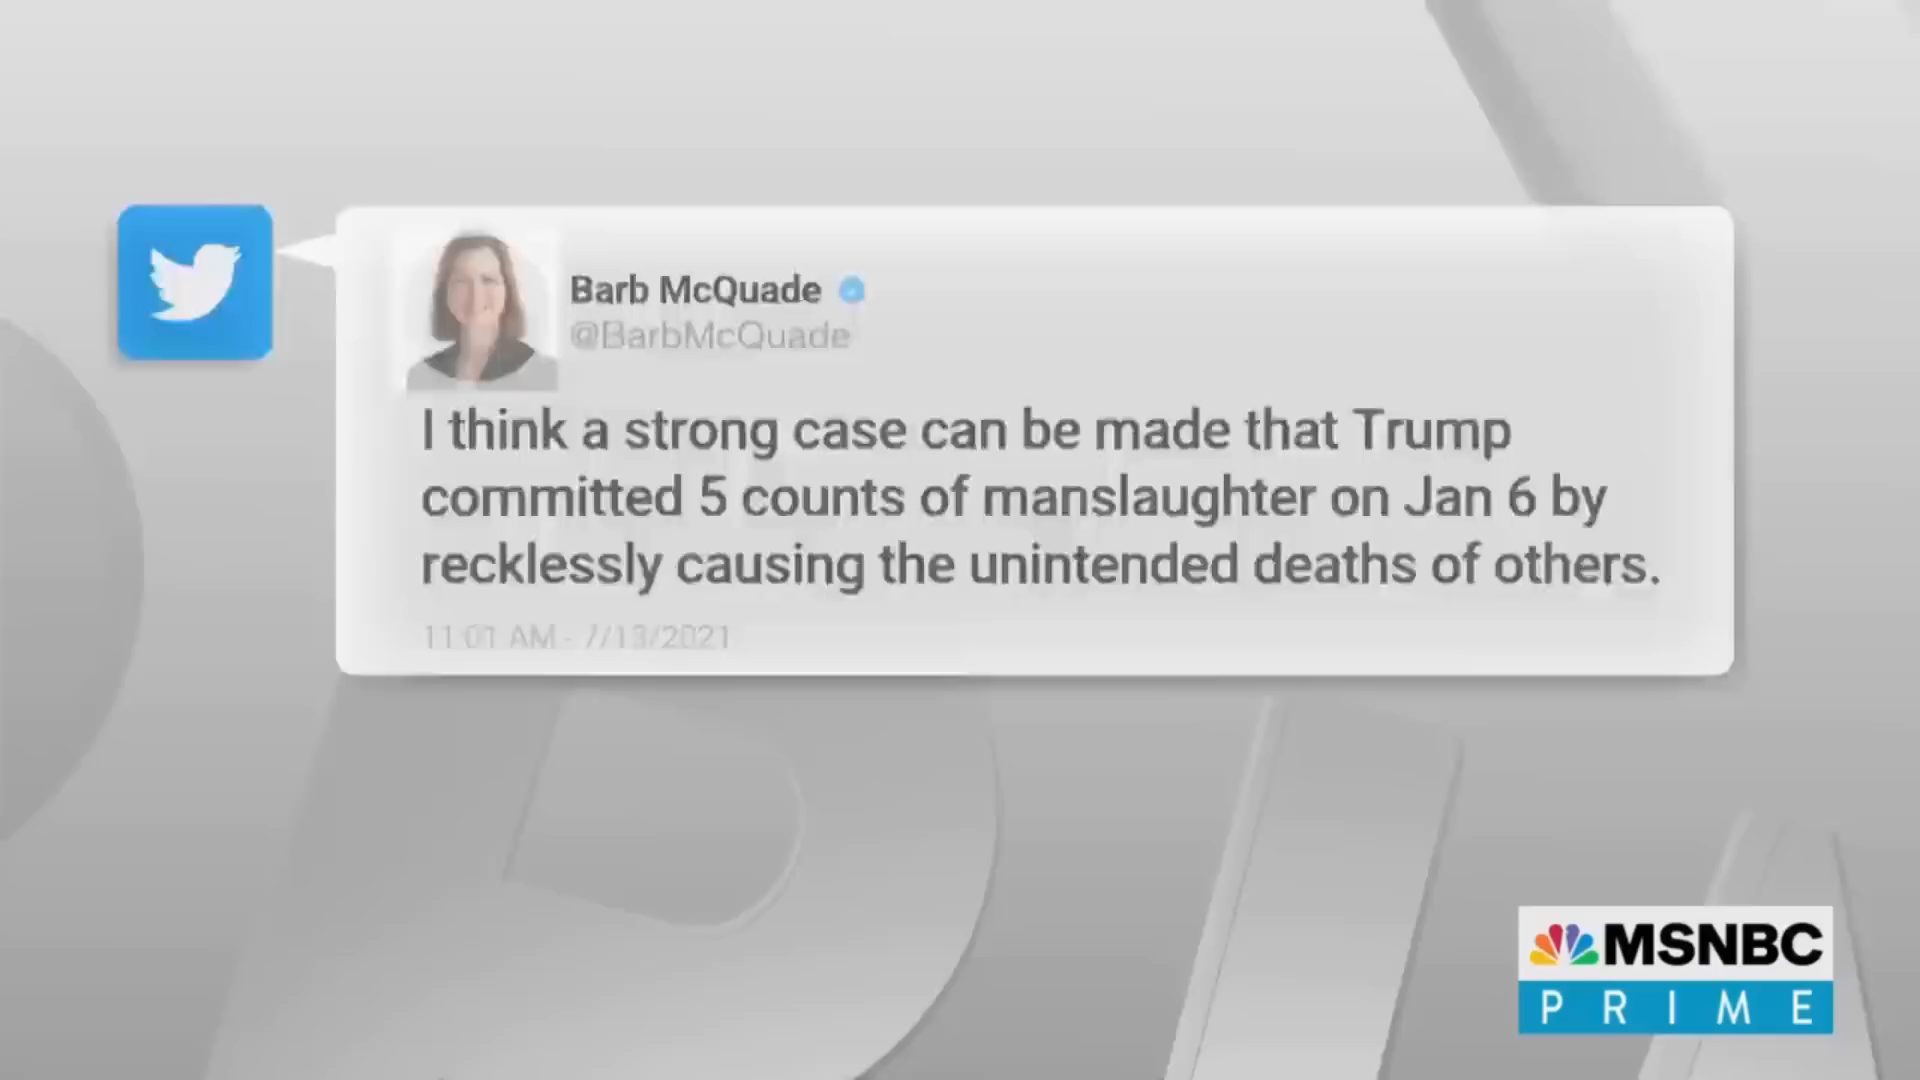 Barb McQuade
@BarbMcQuade
I think a strong case can be made that Trump
committed 5 counts of manslaughter on Jan 6 by
recklessly causing the unintended deaths of others.
11:01 AM - 7/13/2021
MSNBC
PRIME